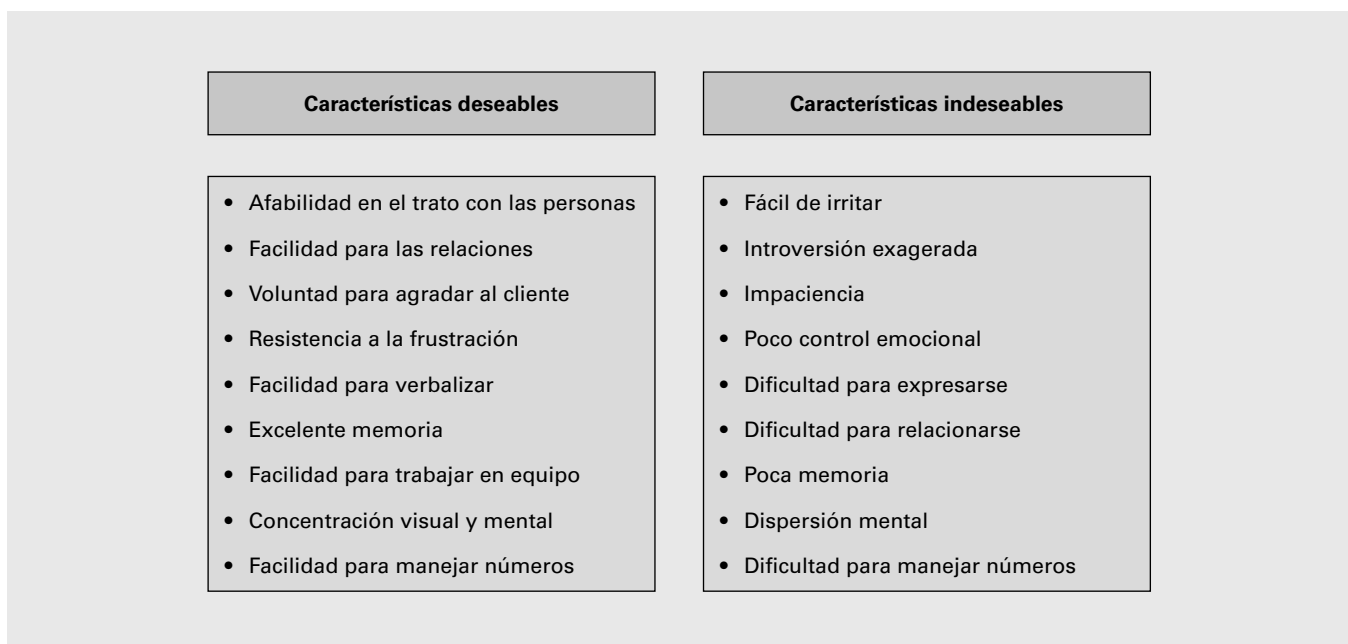 Características deseables
• Afabilidad en el trato con las personas
• Facilidad para las relaciones
• Voluntad para agradar al cliente
• Resistencia a la frustración
• Facilidad para verbalizar
• Excelente memoria
• Facilidad para trabajar en equipo
• Concentración visual y mental
• Facilidad para manejar números
Características indeseables
• Fácil de irritar
• Introversión exagerada
• Impaciencia
• Poco control emocional
• Dificultad para expresarse
• Dificultad para relacionarse
• Poca memoria
• Dispersión mental
• Dificultad para manejar números